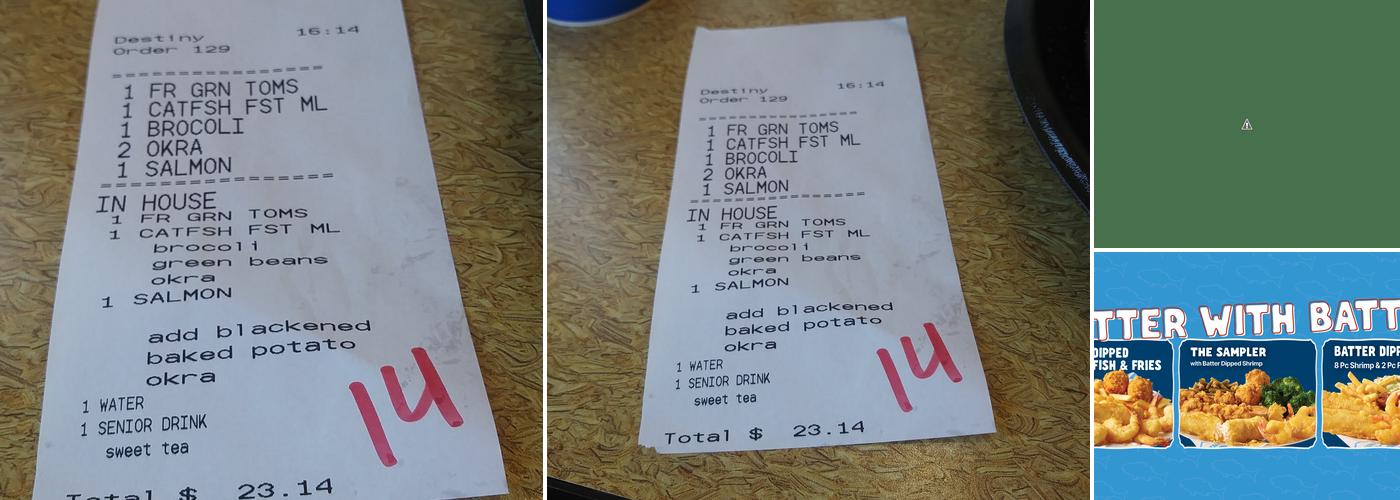 Destiny 16:14
Order 129
================
1 FR GRN TOMS
1 CATFSH FST ML
1 BROCOLI
2 OKRA
1 SALMON
================
IN HOUSE
1 FR GRN TOMS
1 CATFSH FST ML
brocoli
green beans
okra
1 SALMON
add blackened
baked potato
okra
14
1 WATER
1 SENIOR DRINK
sweet tea
Total $ 23.14
Destiny 16:14
Order 129
================
1 FR GRN TOMS
1 CATFSH FST ML
1 BROCOLI
2 OKRA
1 SALMON
================
IN HOUSE
1 FR GRN TOMS
1 CATFSH FST ML
brocoli
green beans
okra
1 SALMON
add blackened
baked potato
okra
14
1 WATER
1 SENIOR DRINK
sweet tea
Total $ 23.14
TTER WITH BATT
DIPPED
FISH & FRIES
THE SAMPLER
with Batter Dipped Shrimp
BATTER DIPP
8 Pc Shrimp & 2 Pc F